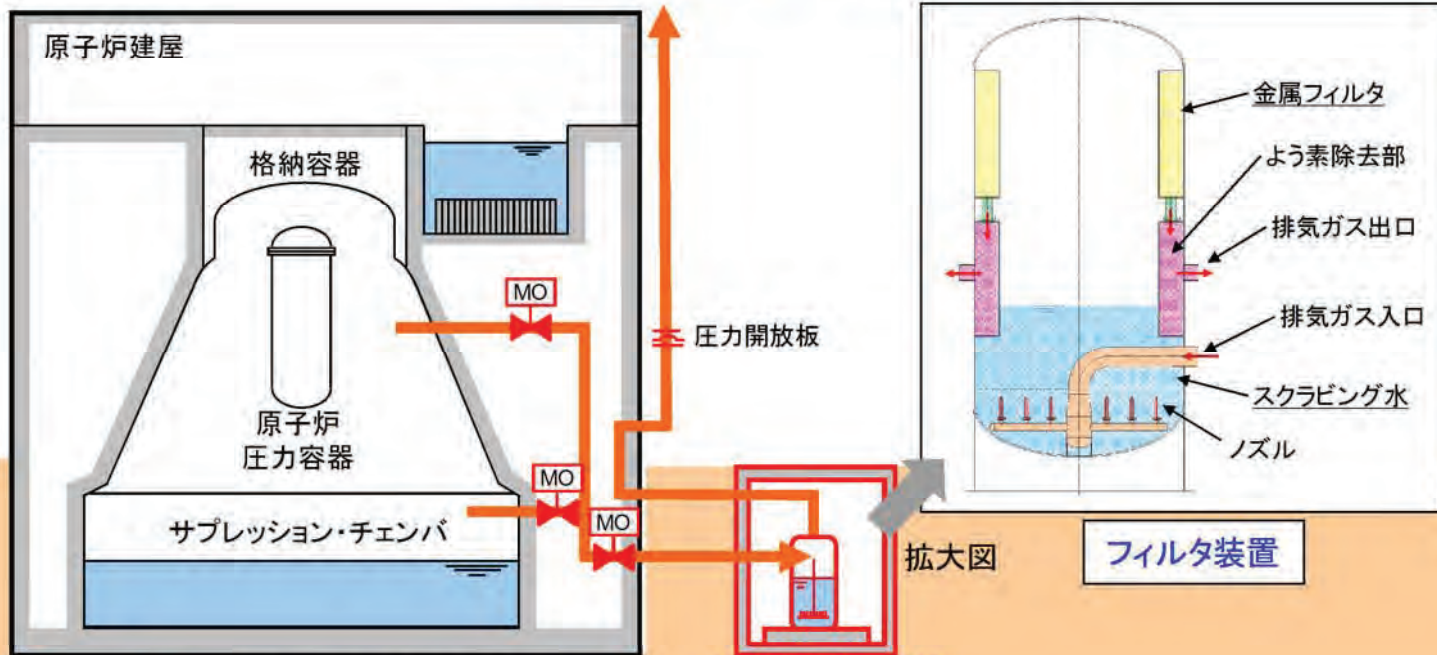 原子炉建屋
格納容器
原子炉
圧力容器
サプレッション・チェンバ
MO
MO
MO
圧力開放板
拡大図
金属フィルタ
よう素除去部
排気ガス出口
排気ガス入口
スクラビング水
ノズル
フィルタ装置